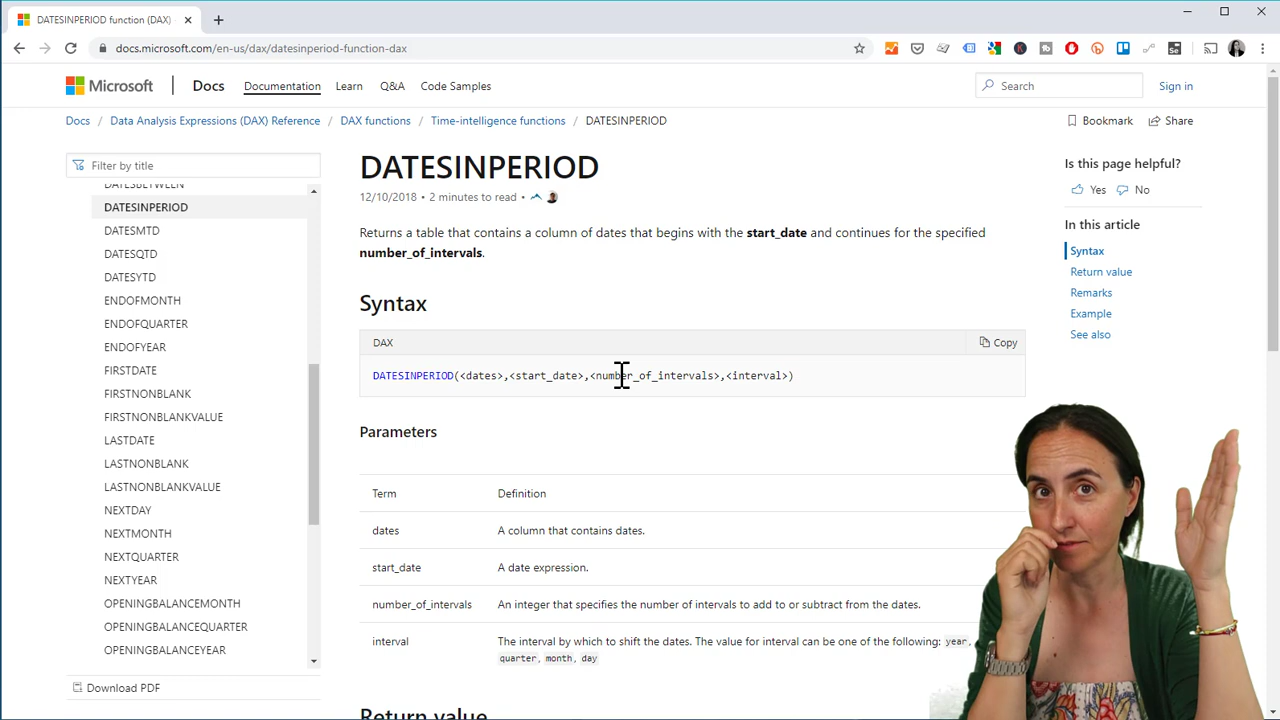 DATESINPERIOD function (DAX)
docs.microsoft.com/en-us/dax/datesinperiod-function-dax
Microsoft
Docs
Documentation
Learn
Q&A
Code Samples
Search
Sign in
Docs
Data Analysis Expressions (DAX) Reference
DAX functions
Time-intelligence functions
DATESINPERIOD
Bookmark
Share
Filter by title
DATESBETWEEN
DATESINPERIOD
DATESMTD
DATESQTD
DATESYTD
ENDOFMONTH
ENDOFQUARTER
ENDOFYEAR
FIRSTDATE
FIRSTNONBLANK
FIRSTNONBLANKVALUE
LASTDATE
LASTNONBLANK
LASTNONBLANKVALUE
NEXTDAY
NEXTMONTH
NEXTQUARTER
NEXTYEAR
OPENINGBALANCEMONTH
OPENINGBALANCEQUARTER
OPENINGBALANCEYEAR
Download PDF
DATESINPERIOD
12/10/2018 • 2 minutes to read •
Returns a table that contains a column of dates that begins with the start_date and continues for the specified
number_of_intervals.
Syntax
DAX
Copy
DATESINPERIOD(<dates>,<start_date>,<number_of_intervals>,<interval>)
Parameters
Term
Definition
dates
A column that contains dates.
start_date
A date expression.
number_of_intervals
An integer that specifies the number of intervals to add to or subtract from the dates.
interval
The interval by which to shift the dates. The value for interval can be one of the following: year,
quarter, month, day
Return value
Is this page helpful?
Yes
No
In this article
Syntax
Return value
Remarks
Example
See also